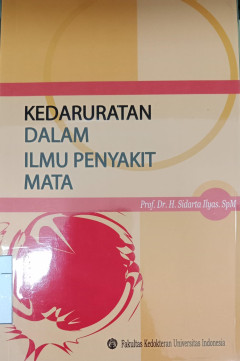 KEDARURATAN
DALAM
ILMU PENYAKIT
MATA
Prof. Dr. H. Sidarta Ilyas. SpM
Fakultas Kedokteran Universitas Indonesia